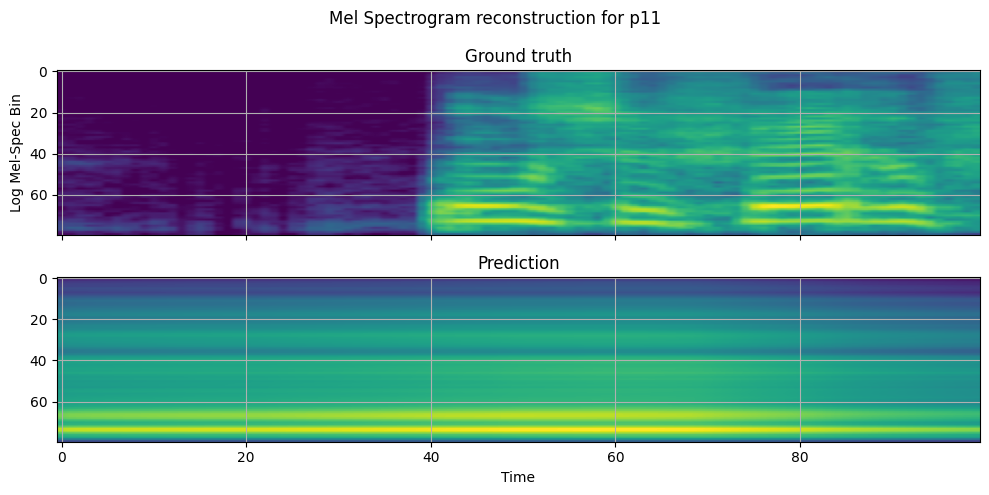 Mel Spectrogram reconstruction for p11
Ground truth
0
20
40
60
Log Mel-Spec Bin
Prediction
0
20
40
60
0 20 40 60 80
Time